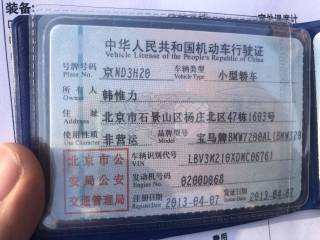 装备:
中华人民共和国机动车行驶证
Vehicle License of the People's Republic of China
号牌号码 京ND3H20 车辆类型 小型轿车
Plate No. Vehicle Type
所有人 韩惟力
Owner
住址 北京市石景山区杨庄北区47栋1603号
Address
使用性质 非营运 品牌型号 宝马牌BMW7200AL(BMW320
Use Character Model
北京市公 车辆识别代号 LBV3M210XDMC06761
VIN
安局公安 发动机号码 0200D068
Engine No.
交通管理局 注册日期 2013-04-07 发证日期 2013-04-07
Register Date Issue Date